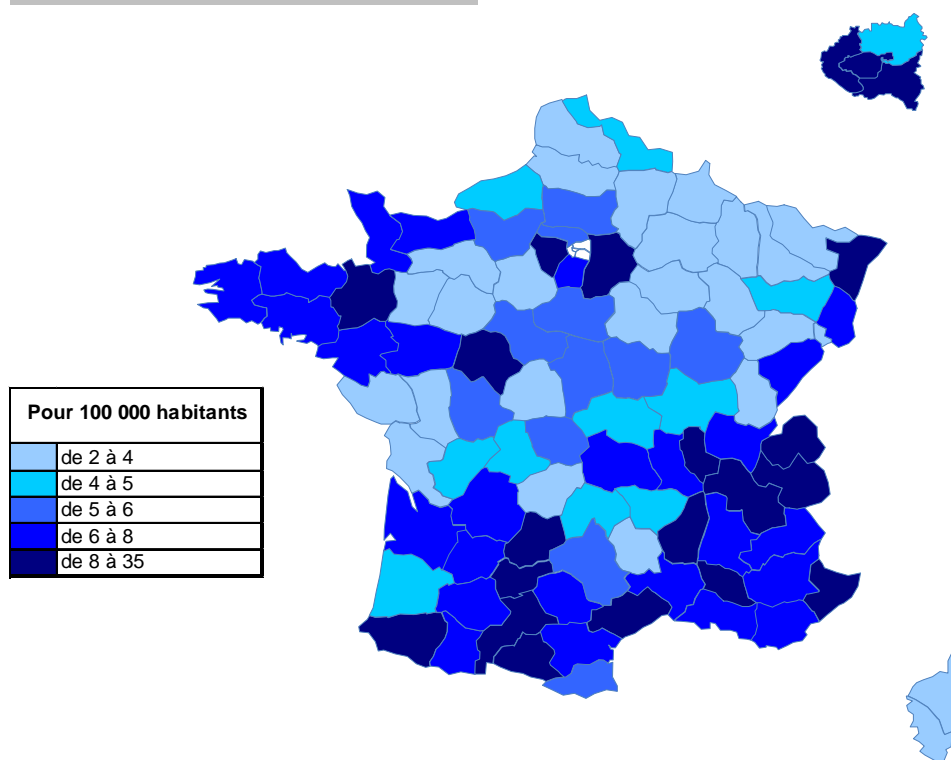 Pour 100 000 habitants
de 2 à 4
de 4 à 5
de 5 à 6
de 6 à 8
de 8 à 35